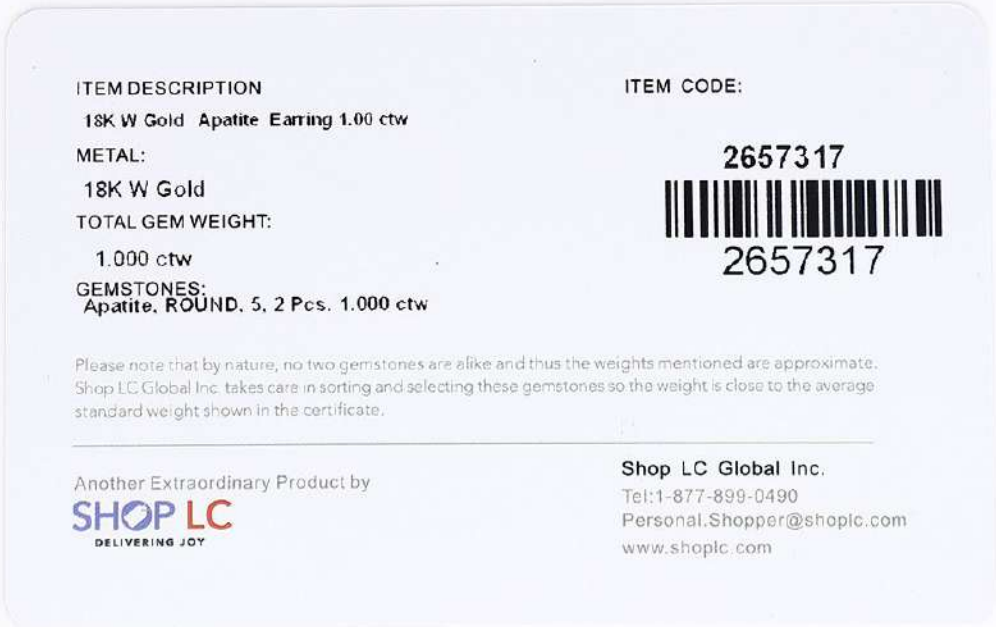 ITEM DESCRIPTION
18K W Gold Apatite Earring 1.00 ctw
METAL:
18K W Gold
TOTAL GEM WEIGHT:
1.000 ctw
GEMSTONES:
Apatite, ROUND, 5, 2 Pcs. 1.000 ctw
ITEM CODE:
2657317
2657317
Please note that by nature, no two gemstones are alike and thus the weights mentioned are approximate.
Shop LC Global Inc. takes care in sorting and selecting these gemstones so the weight is close to the average
standard weight shown in the certificate.
Another Extraordinary Product by
SHOP LC
DELIVERING JOY
Shop LC Global Inc.
Tel:1-877-899-0490
Personal.Shopper@shoplc.com
www.shoplc.com